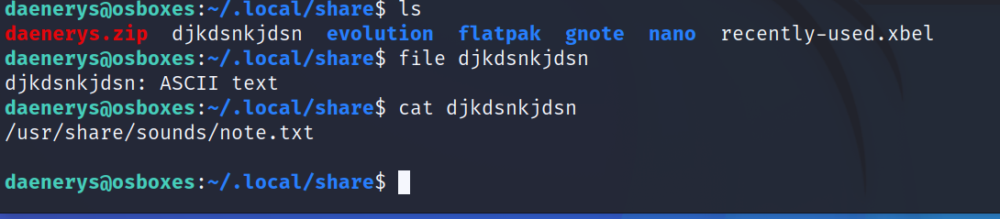 daenerys@osboxes:~/.local/share$ ls
daenerys.zip djkdsnkjdsn evolution flatpak gnote nano recently-used.xbel
daenerys@osboxes:~/.local/share$ file djkdsnkjdsn
djkdsnkjdsn: ASCII text
daenerys@osboxes:~/.local/share$ cat djkdsnkjdsn
/usr/share/sounds/note.txt
daenerys@osboxes:~/.local/share$